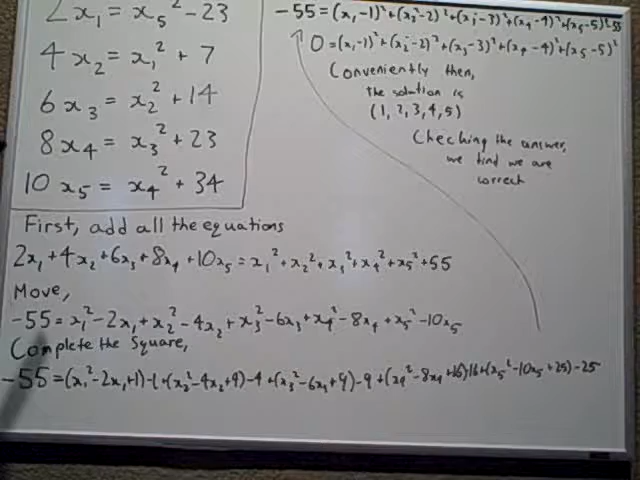 2x₁ = x₅² - 23
4x₂ = x₁² + 7
6x₃ = x₂² + 14
8x₄ = x₃² + 23
10x₅ = x₄² + 34
First, add all the equations
2x₁+4x₂+6x₃+8x₄+10x₅ = x₁²+x₂²+x₃²+x₄²+x₅²+55
Move,
-55 = x₁²-2x₁+x₂²-4x₂+x₃²-6x₃+x₄²-8x₄+x₅²-10x₅
Complete the Square,
-55 = (x₁²-2x₁+1)-1+(x₂²-4x₂+4)-4+(x₃²-6x₃+9)-9+(x₄²-8x₄+16)-16+(x₅²-10x₅+25)-25
-55 = (x₁-1)²+(x₂-2)²+(x₃-3)²+(x₄-4)²+(x₅-5)²-55
0 = (x₁-1)²+(x₂-2)²+(x₃-3)²+(x₄-4)²+(x₅-5)²
Conveniently then,
the solution is
(1,2,3,4,5)
Checking the answer,
we find we are
correct